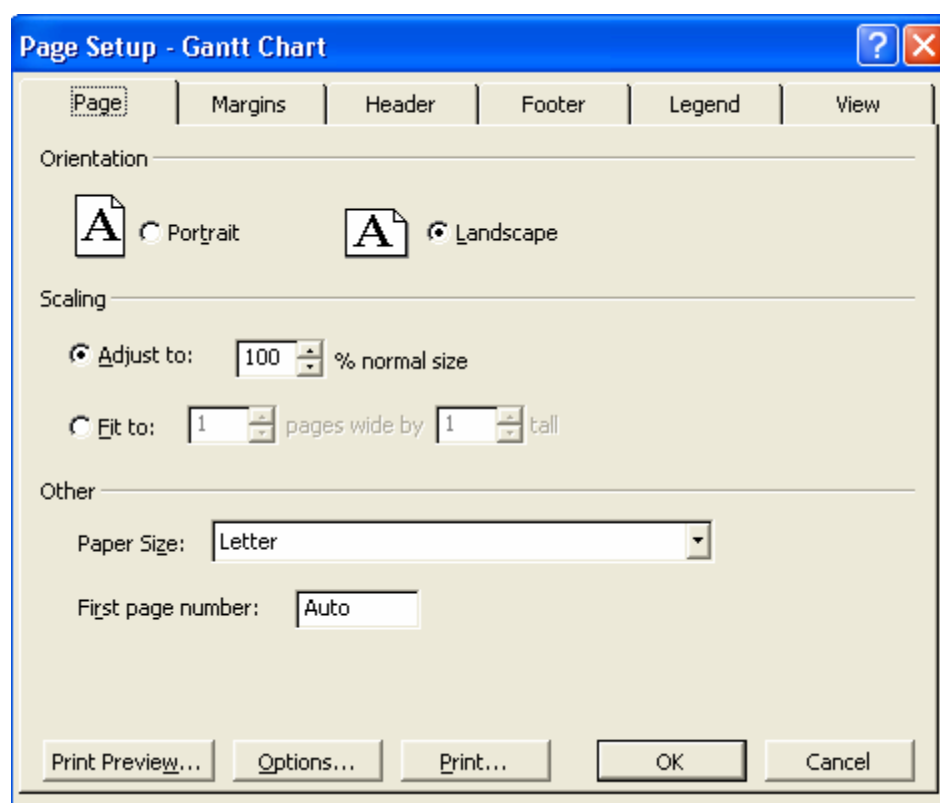 Page Setup - Gantt Chart ?
Page Margins Header Footer Legend View
Orientation
A Portrait A Landscape
Scaling
Adjust to: 100 % normal size
Fit to: 1 pages wide by 1 tall
Other
Paper Size: Letter
First page number: Auto
Print Preview... Options... Print... OK Cancel